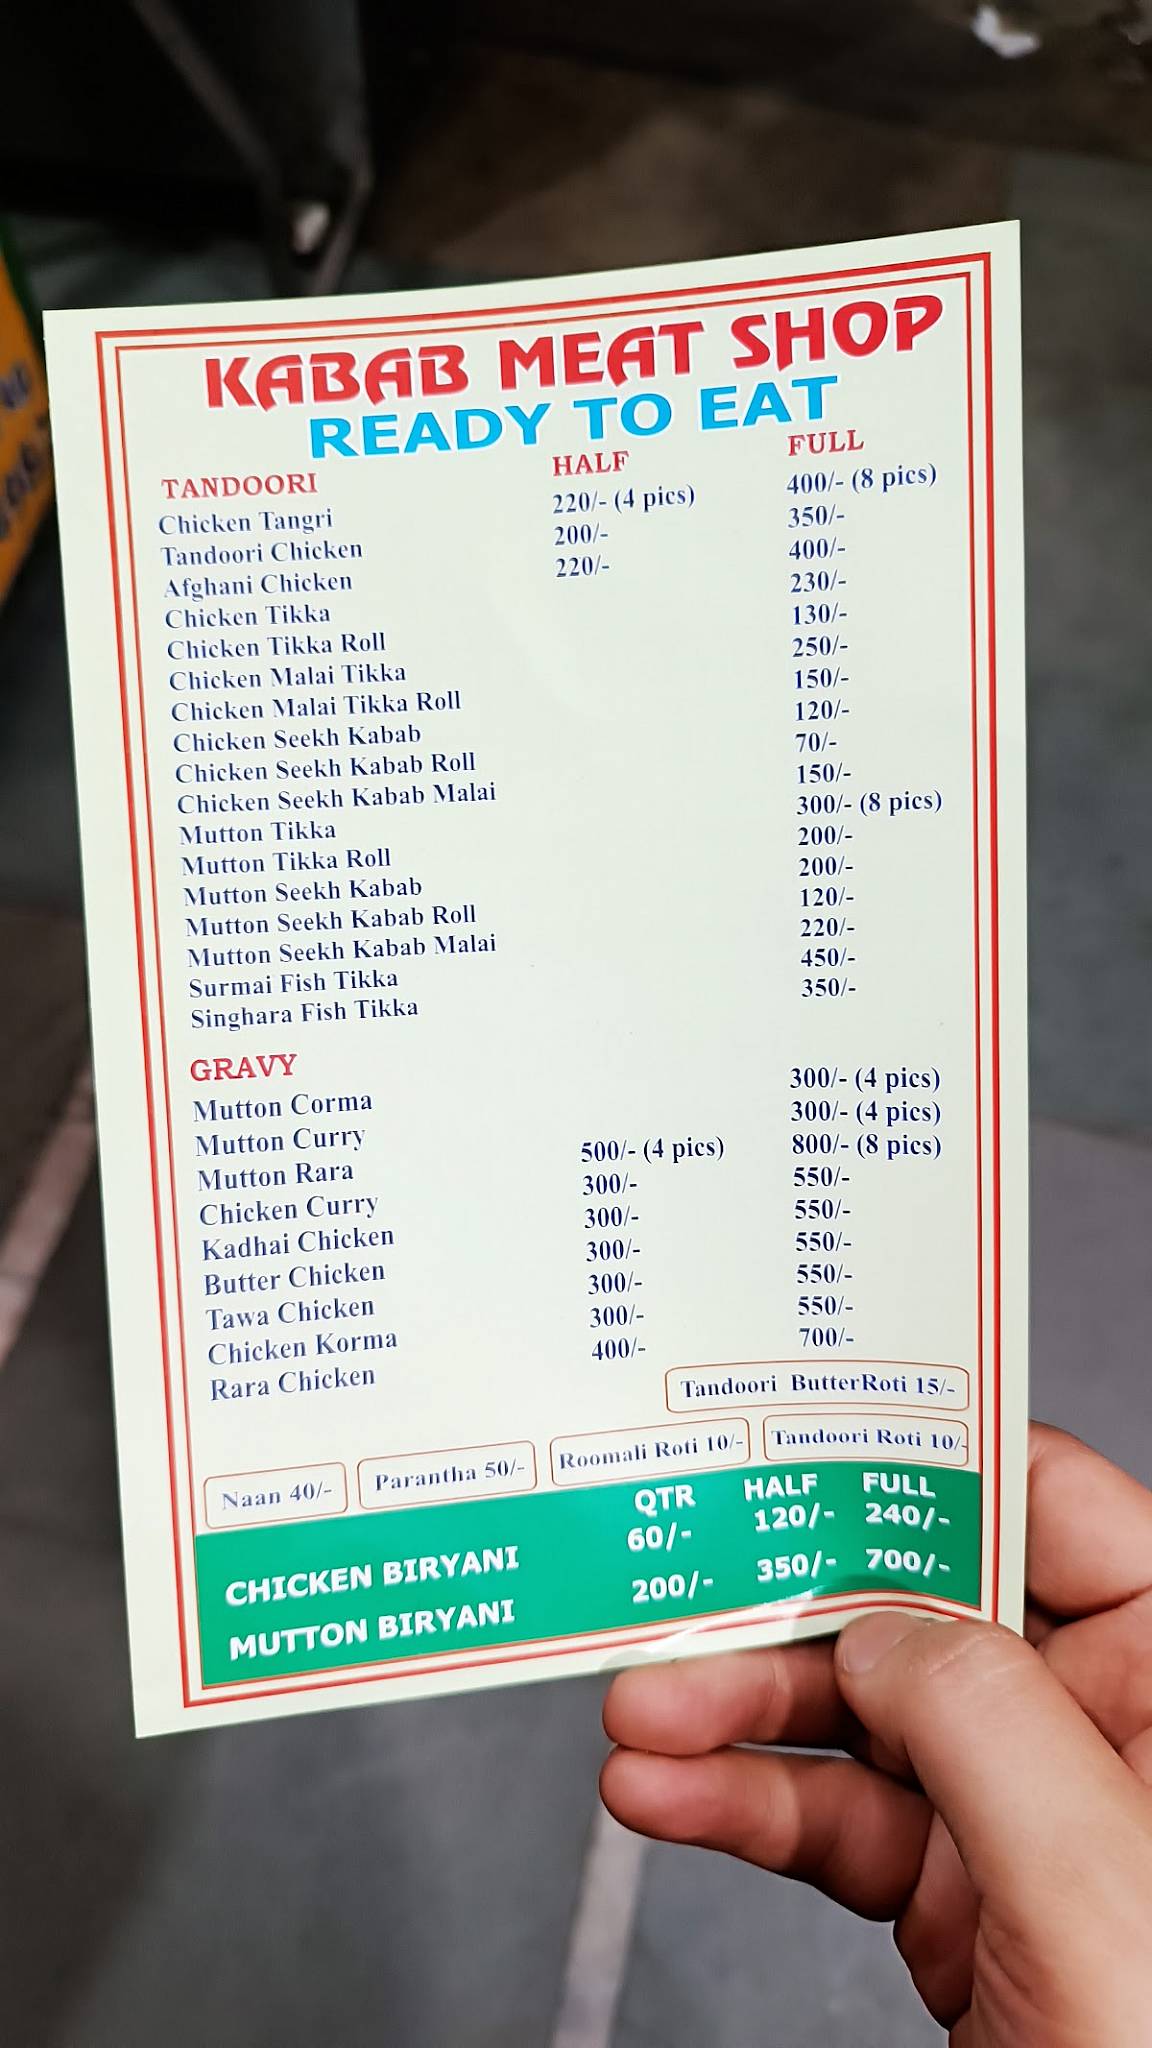 KABAB MEAT SHOP
READY TO EAT
TANDOORI HALF FULL
Chicken Tangri 220/- (4 pics) 400/- (8 pics)
Tandoori Chicken 200/- 350/-
Afghani Chicken 220/- 400/-
Chicken Tikka 230/-
Chicken Tikka Roll 130/-
Chicken Malai Tikka 250/-
Chicken Malai Tikka Roll 150/-
Chicken Seekh Kabab 120/-
Chicken Seekh Kabab Roll 70/-
Chicken Seekh Kabab Malai 150/-
Mutton Tikka 300/- (8 pics)
Mutton Tikka Roll 200/-
Mutton Seekh Kabab 200/-
Mutton Seekh Kabab Roll 120/-
Mutton Seekh Kabab Malai 220/-
Surmai Fish Tikka 450/-
Singhara Fish Tikka 350/-
GRAVY
Mutton Corma 300/- (4 pics)
Mutton Curry 300/- (4 pics)
Mutton Rara 500/- (4 pics) 800/- (8 pics)
Chicken Curry 300/- 550/-
Kadhai Chicken 300/- 550/-
Butter Chicken 300/- 550/-
Tawa Chicken 300/- 550/-
Chicken Korma 300/- 550/-
Rara Chicken 400/- 700/-
Tandoori ButterRoti 15/-
Naan 40/- Parantha 50/- Roomali Roti 10/- Tandoori Roti 10/-
QTR HALF FULL
CHICKEN BIRYANI 60/- 120/- 240/-
MUTTON BIRYANI 200/- 350/- 700/-